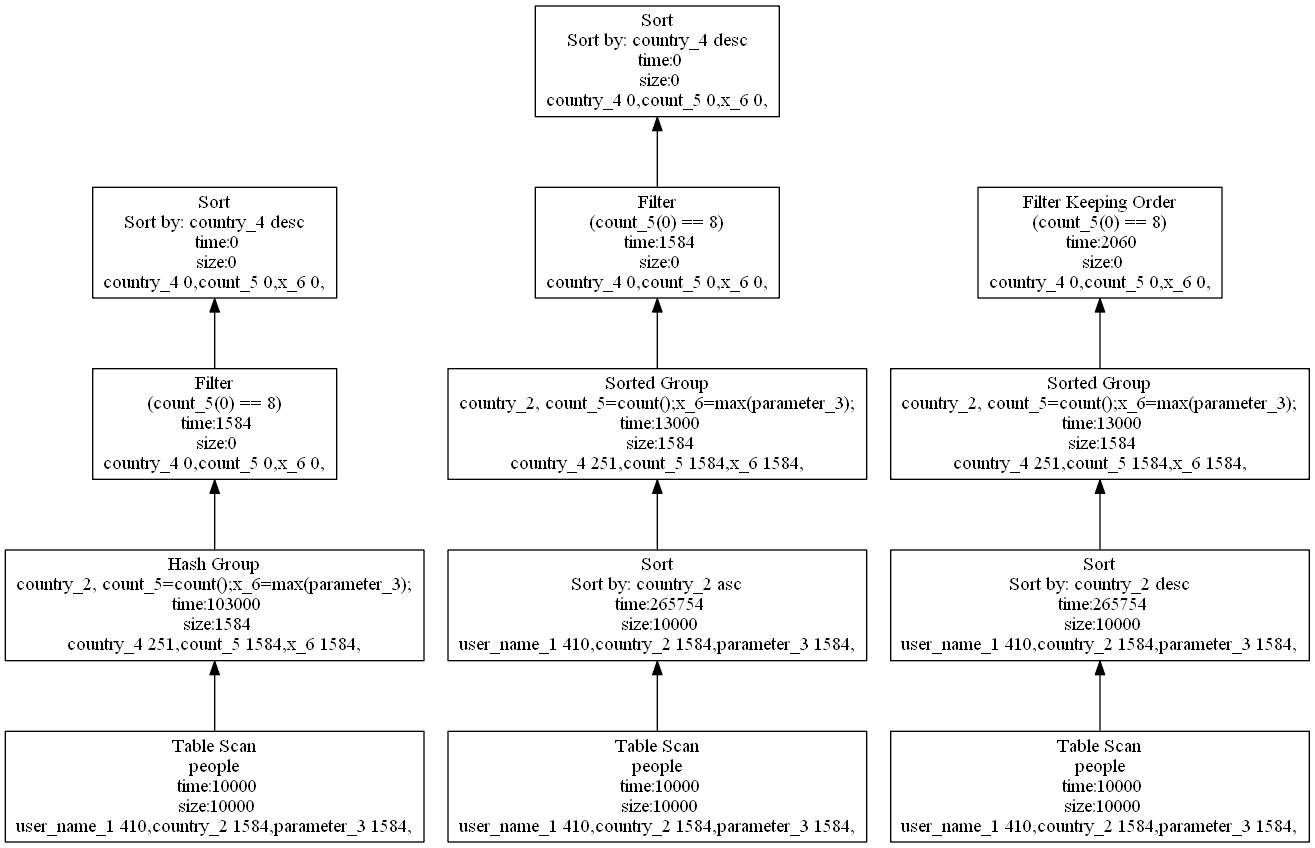 Sort
Sort by: country_4 desc
time:0
size:0
country_4 0,count_5 0,x_6 0,
Sort
Sort by: country_4 desc
time:0
size:0
country_4 0,count_5 0,x_6 0,
Filter
(count_5(0) == 8)
time:1584
size:0
country_4 0,count_5 0,x_6 0,
Filter Keeping Order
(count_5(0) == 8)
time:2060
size:0
country_4 0,count_5 0,x_6 0,
Filter
(count_5(0) == 8)
time:1584
size:0
country_4 0,count_5 0,x_6 0,
Sorted Group
country_2, count_5=count();x_6=max(parameter_3);
time:13000
size:1584
country_4 251,count_5 1584,x_6 1584,
Sorted Group
country_2, count_5=count();x_6=max(parameter_3);
time:13000
size:1584
country_4 251,count_5 1584,x_6 1584,
Hash Group
country_2, count_5=count();x_6=max(parameter_3);
time:103000
size:1584
country_4 251,count_5 1584,x_6 1584,
Sort
Sort by: country_2 asc
time:265754
size:10000
user_name_1 410,country_2 1584,parameter_3 1584,
Sort
Sort by: country_2 desc
time:265754
size:10000
user_name_1 410,country_2 1584,parameter_3 1584,
Table Scan
people
time:10000
size:10000
user_name_1 410,country_2 1584,parameter_3 1584,
Table Scan
people
time:10000
size:10000
user_name_1 410,country_2 1584,parameter_3 1584,
Table Scan
people
time:10000
size:10000
user_name_1 410,country_2 1584,parameter_3 1584,